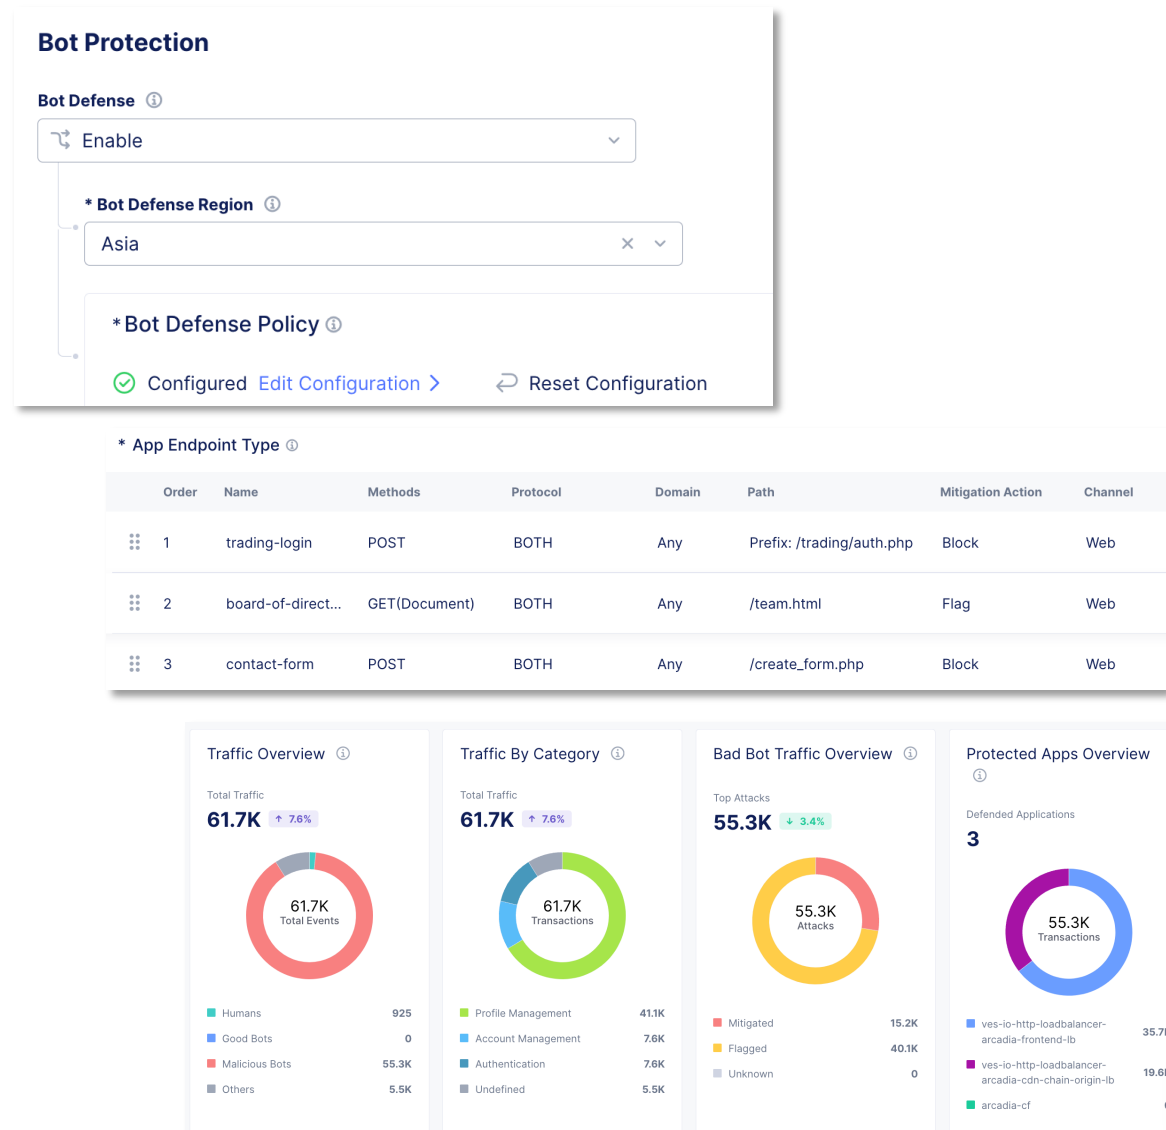 Bot Protection
Bot Defense
Enable
* Bot Defense Region
Asia
* Bot Defense Policy
Configured Edit Configuration Reset Configuration
* App Endpoint Type
Order Name Methods Protocol Domain Path Mitigation Action Channel
1 trading-login POST BOTH Any Prefix: /trading/auth.php Block Web
2 board-of-direct... GET(Document) BOTH Any /team.html Flag Web
3 contact-form POST BOTH Any /create_form.php Block Web
Traffic Overview
Total Traffic
61.7K ↑ 7.6%
61.7K
Total Events
Humans 925
Good Bots 0
Malicious Bots 55.3K
Others 5.5K
Traffic By Category
Total Traffic
61.7K ↑ 7.6%
61.7K
Transactions
Profile Management 41.1K
Account Management 7.6K
Authentication 7.6K
Undefined 5.5K
Bad Bot Traffic Overview
Top Attacks
55.3K ↓ 3.4%
55.3K
Attacks
Mitigated 15.2K
Flagged 40.1K
Unknown 0
Protected Apps Overview
Defended Applications
3
55.3K
Transactions
ves-io-http-loadbalancer-
arcadia-frontend-lb 35.7K
ves-io-http-loadbalancer-
arcadia-cdn-chain-origin-lb 19.6K
arcadia-cf